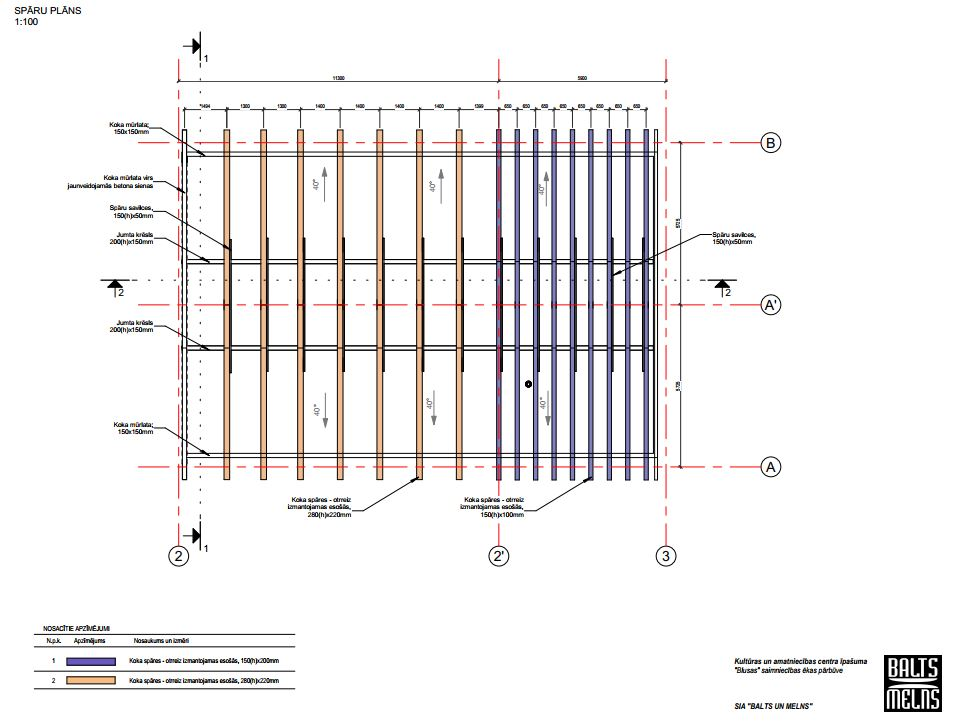 SPĀRU PLĀNS
1:100
1
11300
5900
1494
1300
1300
1400
1400
1400
1400
1399
650
650
650
650
650
650
650
650
Koka mūrlata;
150x150mm
B
Koka mūrlata virs
jaunveidojamās betona sienas
40°
40°
40°
Spāru savilces,
150(h)x50mm
5725
Jumta krēsls
200(h)x150mm
Spāru savilces,
150(h)x50mm
2
2
A'
Jumta krēsls
200(h)x150mm
5725
40°
40°
40°
Koka mūrlata;
150x150mm
A
Koka spāres - otrreiz
izmantojamas esošās,
280(h)x220mm
Koka spāres - otrreiz
izmantojamas esošās,
150(h)x100mm
1
2
2'
3
NOSACĪTIE APZĪMĒJUMI
N.p.k. Apzīmējums Nosaukums un izmēri
1 Koka spāres - otrreiz izmantojamas esošās, 150(h)x200mm
2 Koka spāres - otrreiz izmantojamas esošās, 280(h)x220mm
Kultūras un amatniecības centra īpašuma
"Blusas" saimniecības ēkas pārbūve
SIA "BALTS UN MELNS"
BALTS
MELNS